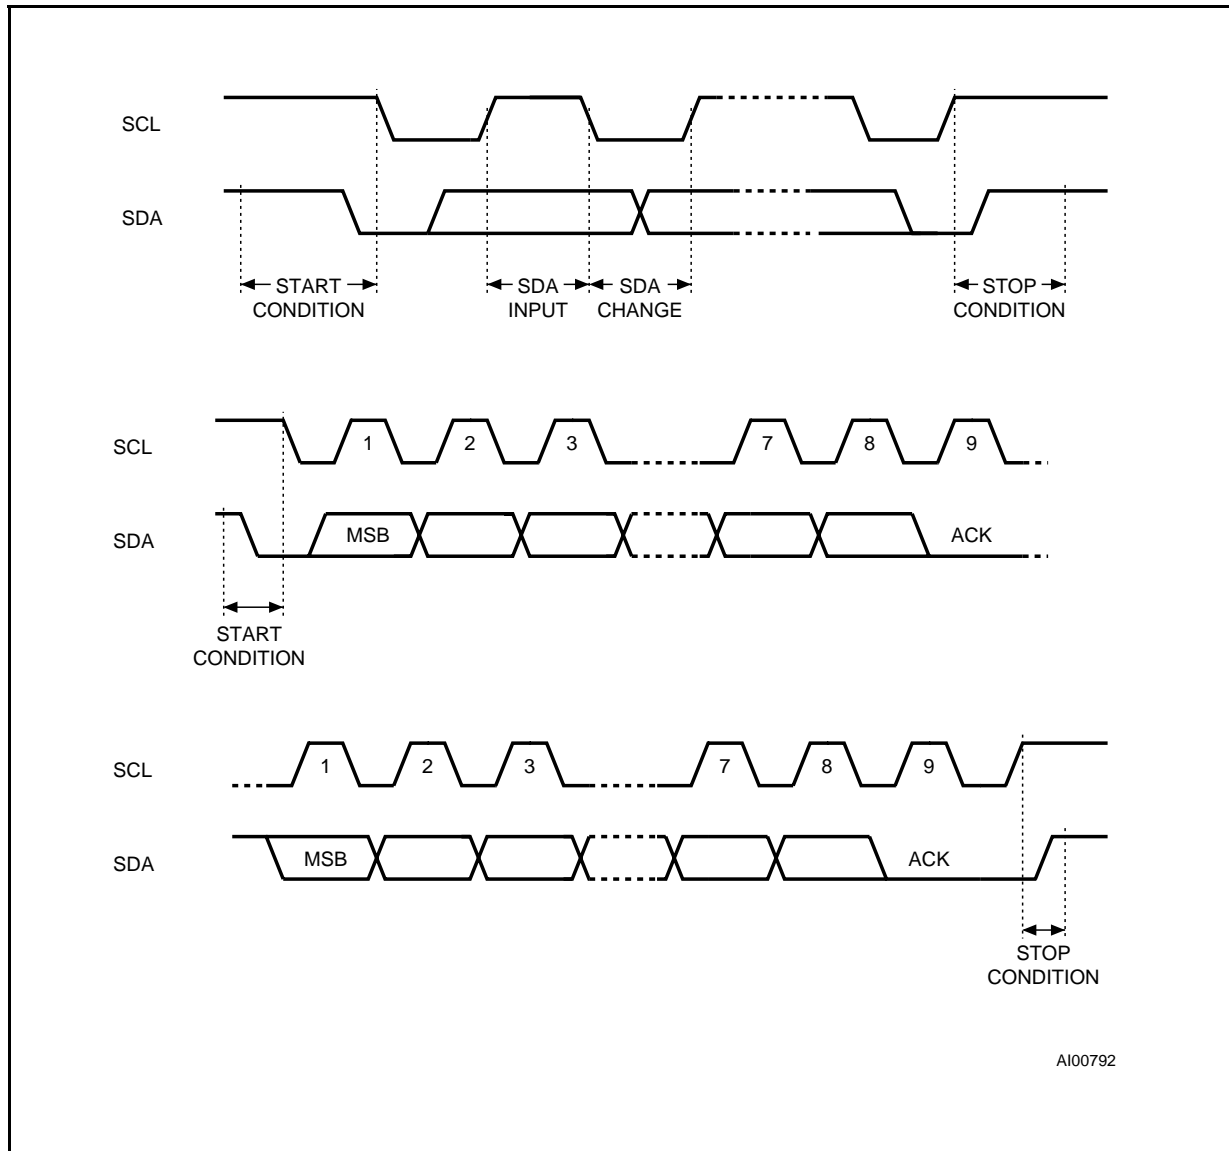 SCL
SDA
START CONDITION
SDA INPUT
SDA CHANGE
STOP CONDITION
SCL
1 2 3 7 8 9
SDA
MSB ACK
START CONDITION
SCL
1 2 3 7 8 9
SDA
MSB ACK
STOP CONDITION
AI00792